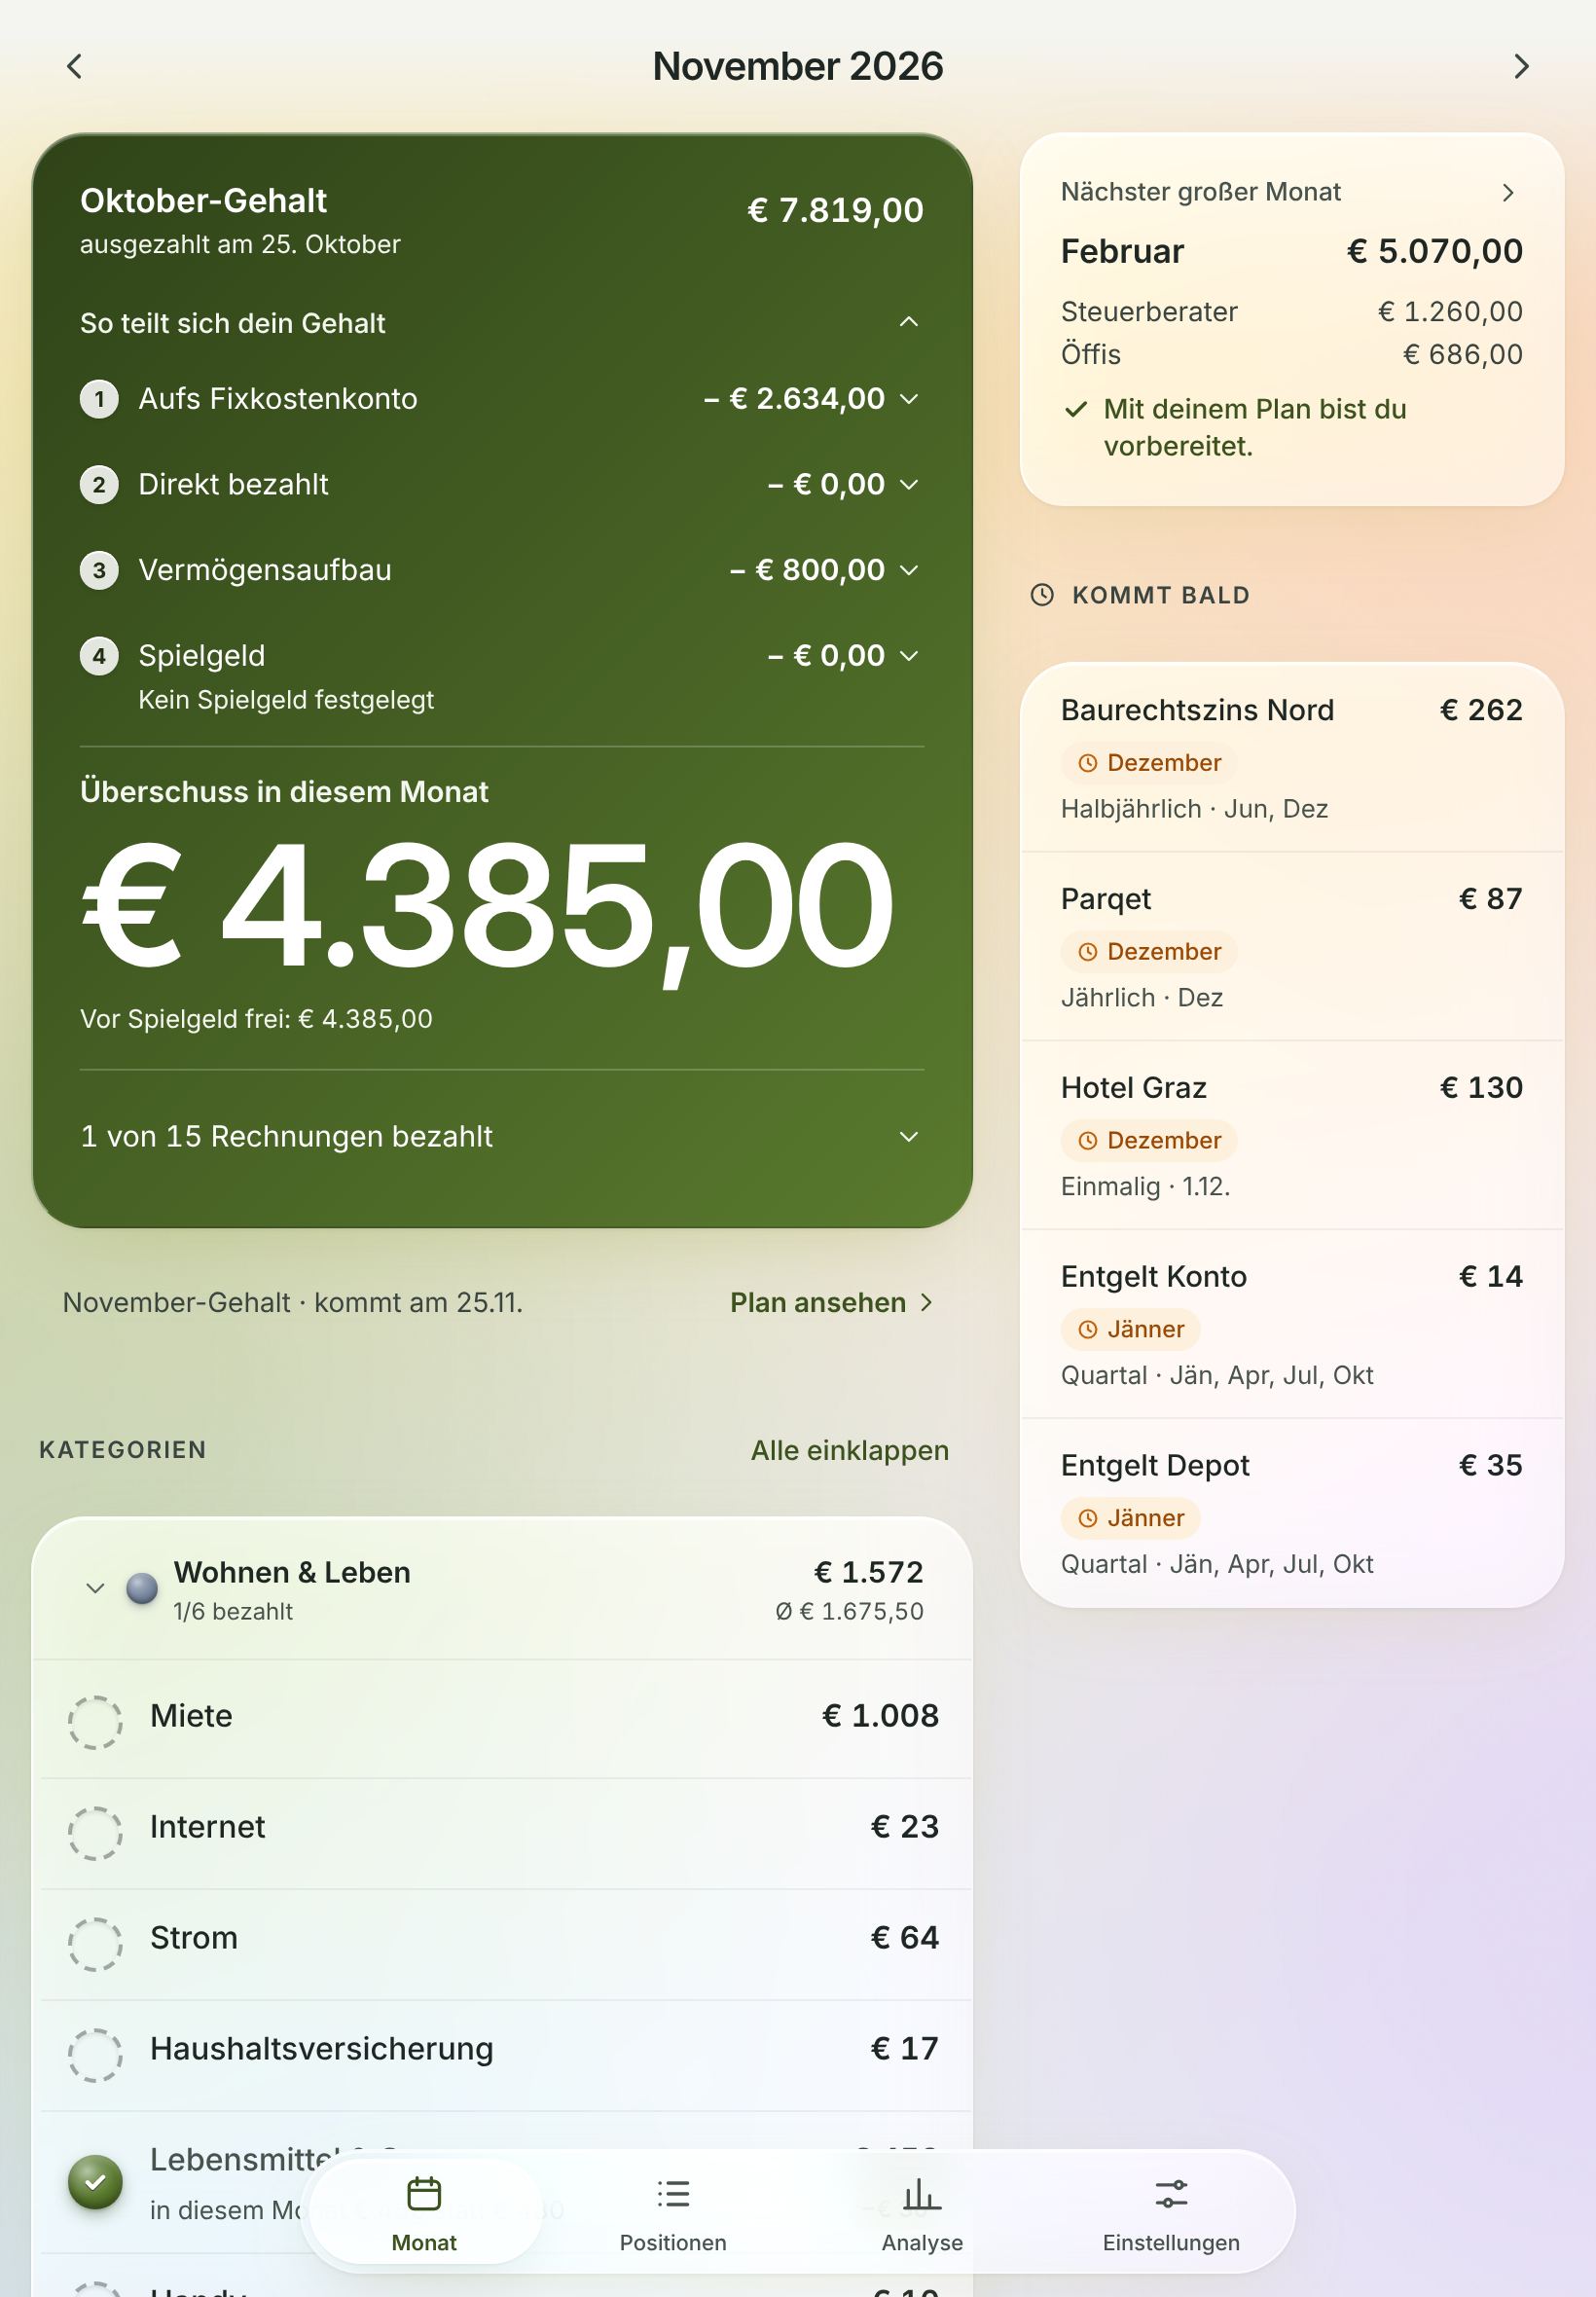 November 2026
Oktober-Gehalt
€ 7.819,00
ausgezahlt am 25. Oktober
So teilt sich dein Gehalt
1 Aufs Fixkostenkonto – € 2.634,00
2 Direkt bezahlt – € 0,00
3 Vermögensaufbau – € 800,00
4 Spielgeld – € 0,00
Kein Spielgeld festgelegt
Überschuss in diesem Monat
€ 4.385,00
Vor Spielgeld frei: € 4.385,00
1 von 15 Rechnungen bezahlt
November-Gehalt · kommt am 25.11. Plan ansehen
KATEGORIEN Alle einklappen
Wohnen & Leben € 1.572
1/6 bezahlt Ø € 1.675,50
Miete € 1.008
Internet € 23
Strom € 64
Haushaltsversicherung € 17
Nächster großer Monat
Februar € 5.070,00
Steuerberater € 1.260,00
Öffis € 686,00
Mit deinem Plan bist du
vorbereitet.
KOMMT BALD
Baurechtszins Nord € 262
Dezember
Halbjährlich · Jun, Dez
Parqet € 87
Dezember
Jährlich · Dez
Hotel Graz € 130
Dezember
Einmalig · 1.12.
Entgelt Konto € 14
Jänner
Quartal · Jän, Apr, Jul, Okt
Entgelt Depot € 35
Jänner
Quartal · Jän, Apr, Jul, Okt
Lebensmittel
in diesem
Monat Positionen Analyse Einstellungen